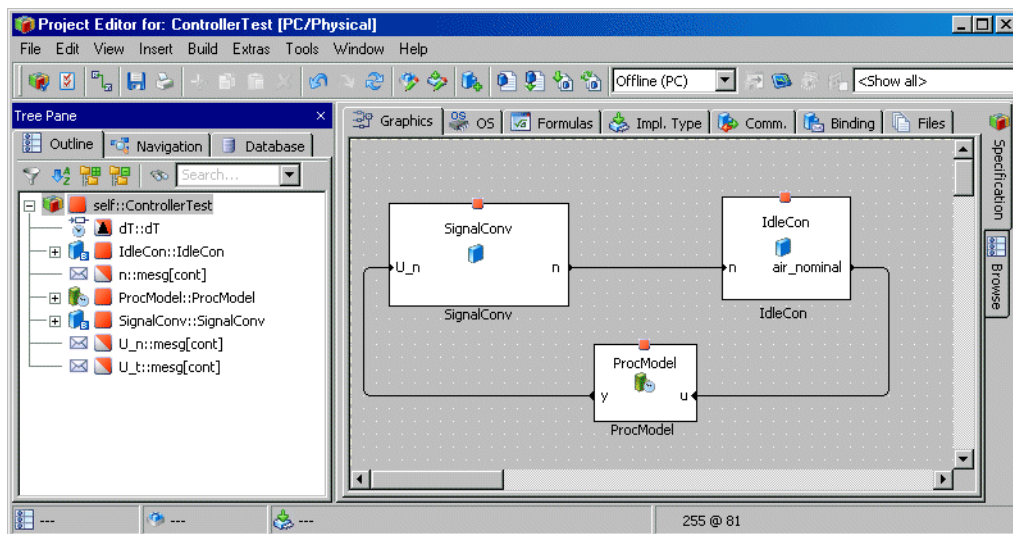 Project Editor for: ControllerTest [PC/Physical]
File Edit View Insert Build Extras Tools Window Help
Offline (PC) <Show all>
Tree Pane
Outline Navigation Database
Search...
self::ControllerTest
dT::dT
IdleCon::IdleCon
n::mesg[cont]
ProcModel::ProcModel
SignalConv::SignalConv
U_n::mesg[cont]
U_t::mesg[cont]
Graphics OS OS Formulas Impl. Type Comm. Binding Files
SignalConv
U_n n
SignalConv
IdleCon
n air_nominal
IdleCon
ProcModel
y u
ProcModel
Specification
Browse
--- --- --- 255 @ 81